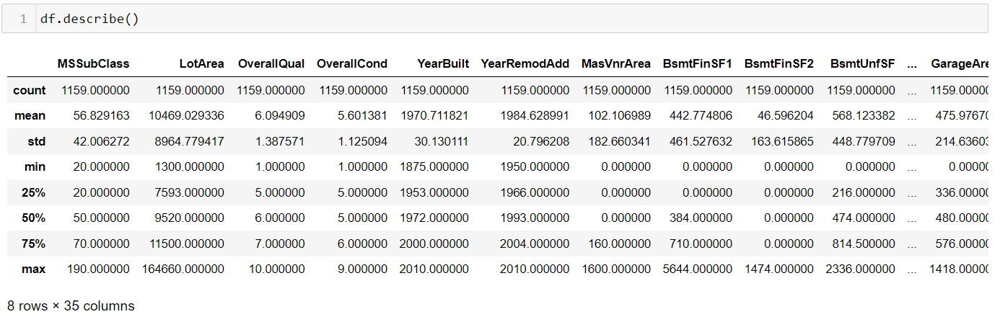 1 df.describe()
MSSubClass LotArea OverallQual OverallCond YearBuilt YearRemodAdd MasVnrArea BsmtFinSF1 BsmtFinSF2 BsmtUnfSF ... GarageAre
count 1159.000000 1159.000000 1159.000000 1159.000000 1159.000000 1159.000000 1159.000000 1159.000000 1159.000000 1159.000000 ... 1159.00000
mean 56.829163 10469.029336 6.094909 5.601381 1970.711821 1984.628991 102.106989 442.774806 46.596204 568.123382 ... 475.97670
std 42.006272 8964.779417 1.387571 1.125094 30.130111 20.796208 182.660341 461.527632 163.615865 448.779709 ... 214.63603
min 20.000000 1300.000000 1.000000 1.000000 1875.000000 1950.000000 0.000000 0.000000 0.000000 0.000000 ... 0.00000
25% 20.000000 7593.000000 5.000000 5.000000 1953.000000 1966.000000 0.000000 0.000000 0.000000 216.000000 ... 336.00000
50% 50.000000 9520.000000 6.000000 5.000000 1972.000000 1993.000000 0.000000 384.000000 0.000000 474.000000 ... 480.00000
75% 70.000000 11500.000000 7.000000 6.000000 2000.000000 2004.000000 160.000000 710.000000 0.000000 814.500000 ... 576.00000
max 190.000000 164660.000000 10.000000 9.000000 2010.000000 2010.000000 1600.000000 5644.000000 1474.000000 2336.000000 ... 1418.00000
8 rows × 35 columns